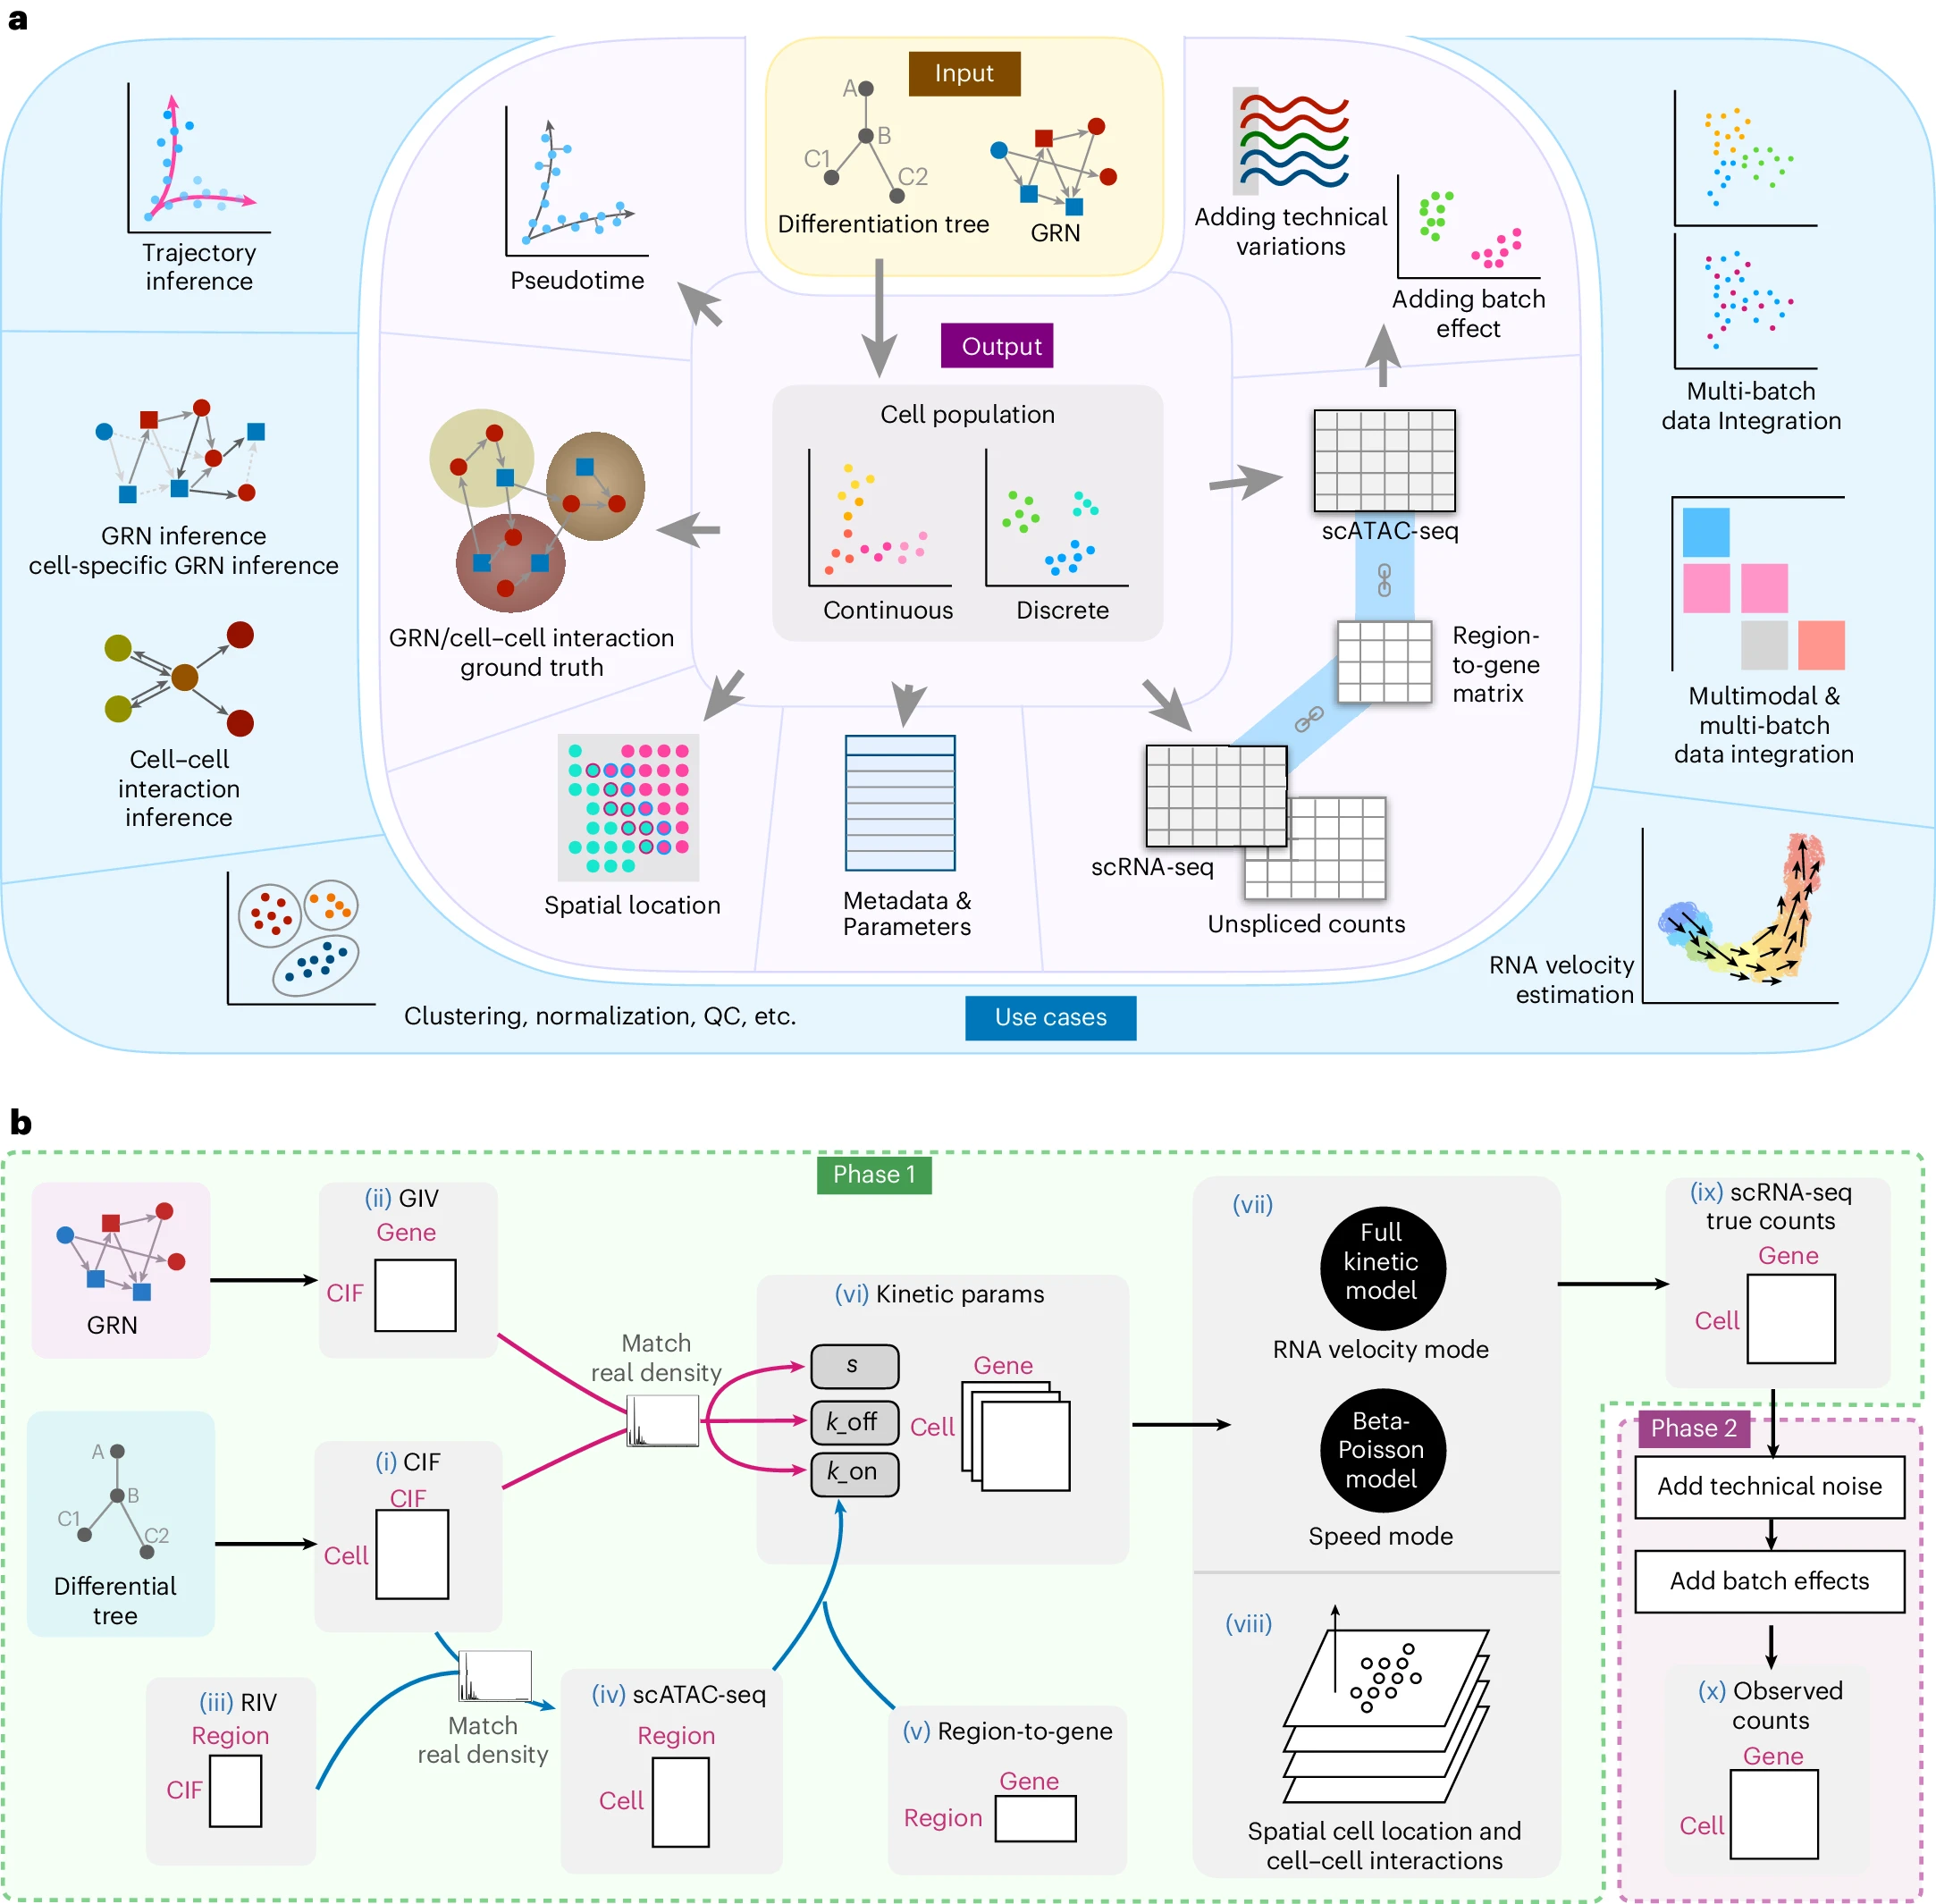 a
Input
A
B
C1
C2
Differentiation tree
GRN
Trajectory
inference
Pseudotime
Adding technical
variations
Adding batch
effect
Multi-batch
data Integration
Output
Cell population
Continuous
Discrete
GRN inference
cell-specific GRN inference
GRN/cell–cell interaction
ground truth
scATAC-seq
Region-
to-gene
matrix
Multimodal &
multi-batch
data integration
Cell–cell
interaction
inference
Spatial location
Metadata &
Parameters
scRNA-seq
Unspliced counts
RNA velocity
estimation
Clustering, normalization, QC, etc.
Use cases
b
Phase 1
GRN
(ii) GIV
Gene
CIF
Match
real density
(vi) Kinetic params
s
k_off
k_on
Gene
Cell
(vii)
Full
kinetic
model
RNA velocity mode
Beta-
Poisson
model
Speed mode
(ix) scRNA-seq
true counts
Gene
Cell
A
B
C1
C2
Differential
tree
(i) CIF
CIF
Cell
(iii) RIV
Region
CIF
Match
real density
(iv) scATAC-seq
Region
Cell
(v) Region-to-gene
Gene
Region
(viii)
Spatial cell location and
cell–cell interactions
Phase 2
Add technical noise
Add batch effects
(x) Observed
counts
Gene
Cell